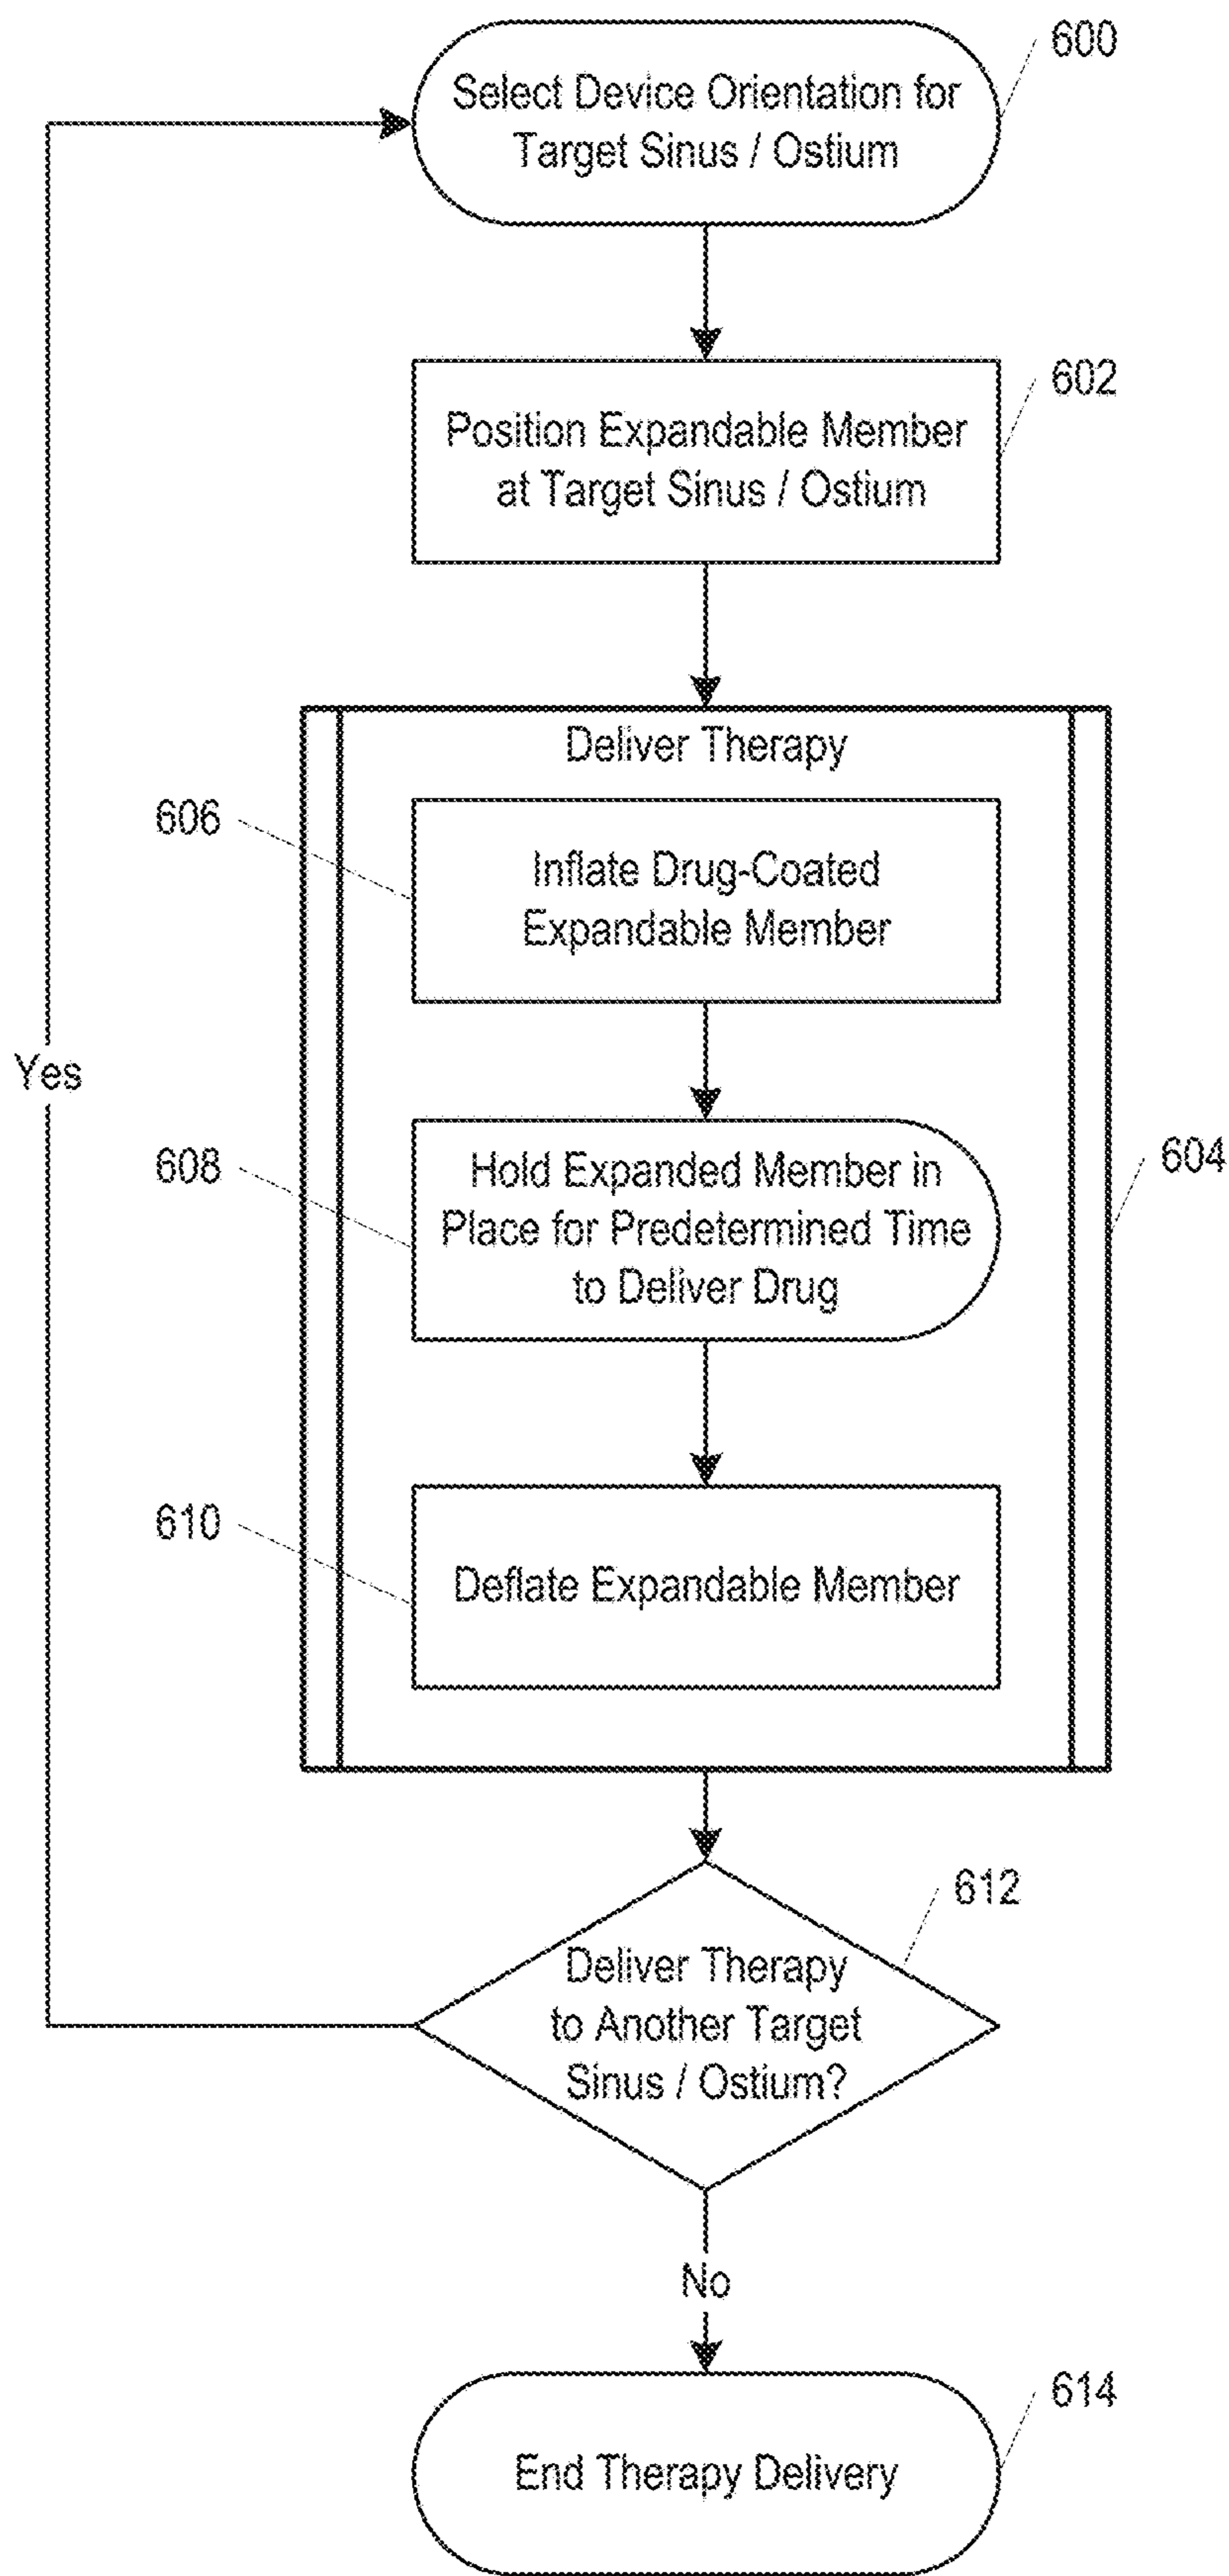 600
Select Device Orientation for
Target Sinus / Ostium
602
Position Expandable Member
at Target Sinus / Ostium
Deliver Therapy
606
Inflate Drug-Coated
Expandable Member
Yes
608
Hold Expanded Member in
Place for Predetermined Time
to Deliver Drug
604
610
Deflate Expandable Member
612
Deliver Therapy
to Another Target
Sinus / Ostium?
No
614
End Therapy Delivery